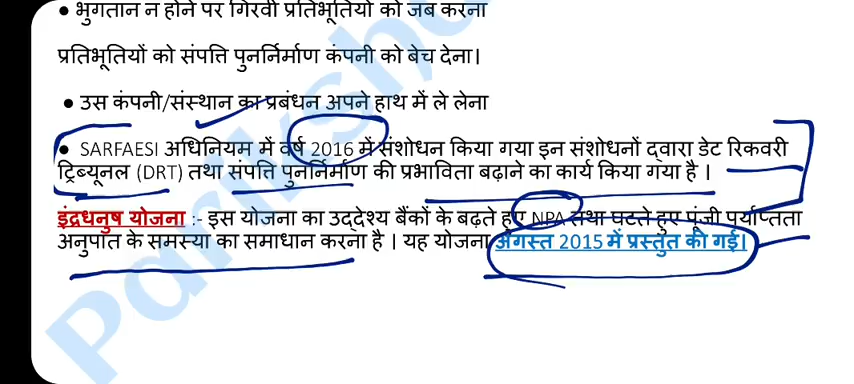 ● भुगतान न होने पर गिरवी प्रतिभूतियों को जब करना
प्रतिभूतियों को संपत्ति पुनर्निर्माण कंपनी को बेच देना।
● उस कंपनी/संस्थान का प्रबंधन अपने हाथ में ले लेना
● SARFAESI अधिनियम में वर्ष 2016 में संशोधन किया गया इन संशोधनों द्वारा डेट रिकवरी
ट्रिब्यूनल (DRT) तथा संपत्ति पुनर्निर्माण की प्रभाविता बढ़ाने का कार्य किया गया है ।
इंद्रधनुष योजना :- इस योजना का उद्देश्य बैंकों के बढ़ते हुए NPA तथा घटते हुए पूंजी पर्याप्तता
अनुपात के समस्या का समाधान करना है । यह योजना अगस्त 2015 में प्रस्तुत की गई।